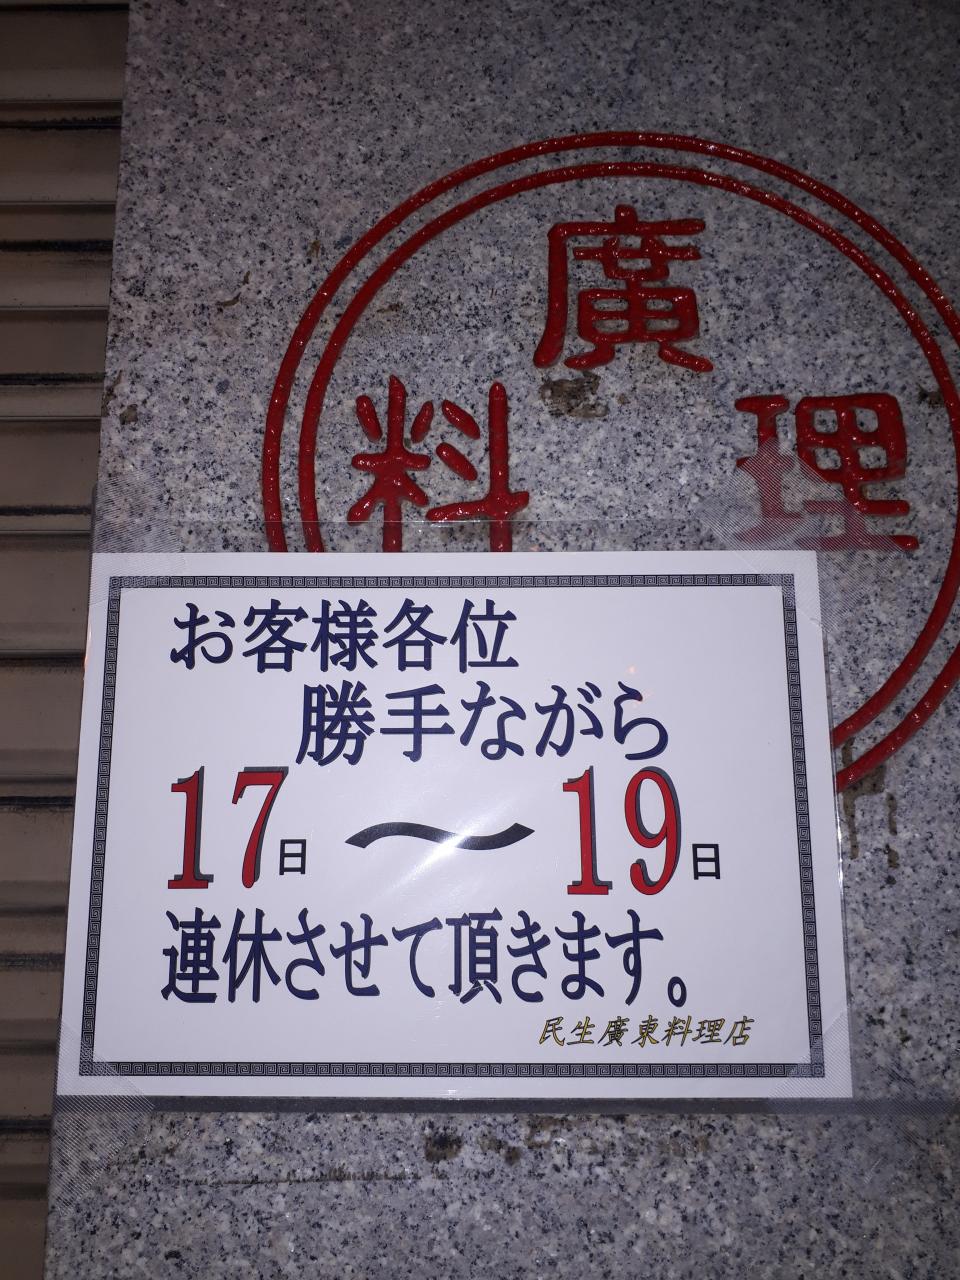 廣
料 理
お客様各位
勝手ながら
17日〜19日
連休させて頂きます。
民生廣東料理店